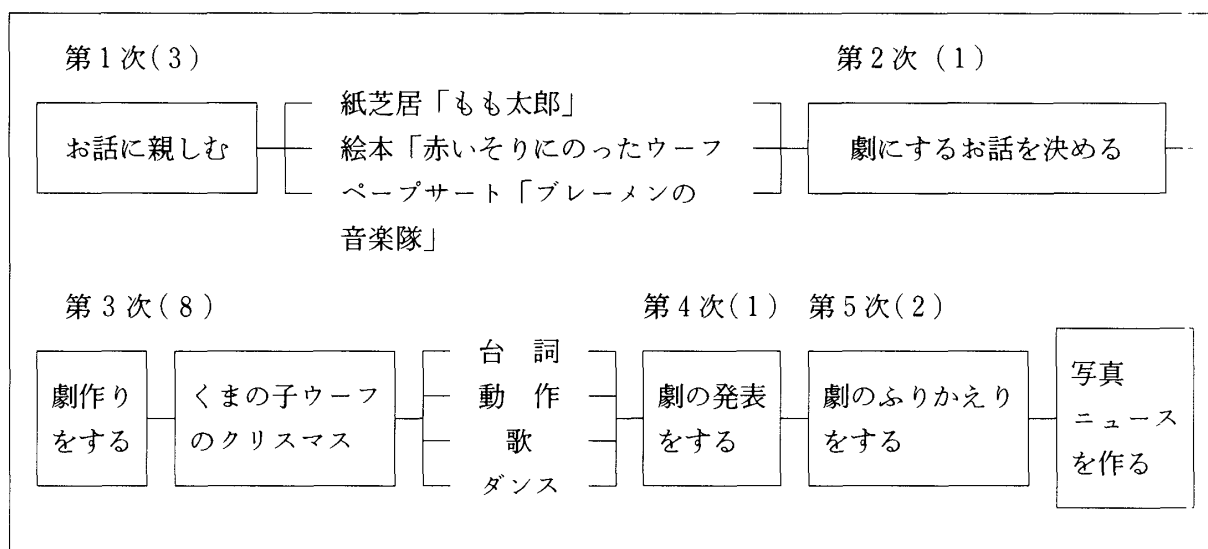 第1次(3)
お話に親しむ
紙芝居「もも太郎」
絵本「赤いそりにのったウーフ
ペープサート「ブレーメンの
音楽隊」
第2次(1)
劇にするお話を決める
第3次(8)
劇作り
をする
くまの子ウーフ
のクリスマス
台詞
動作
歌
ダンス
第4次(1)
劇の発表
をする
第5次(2)
劇のふりかえり
をする
写真
ニュース
を作る